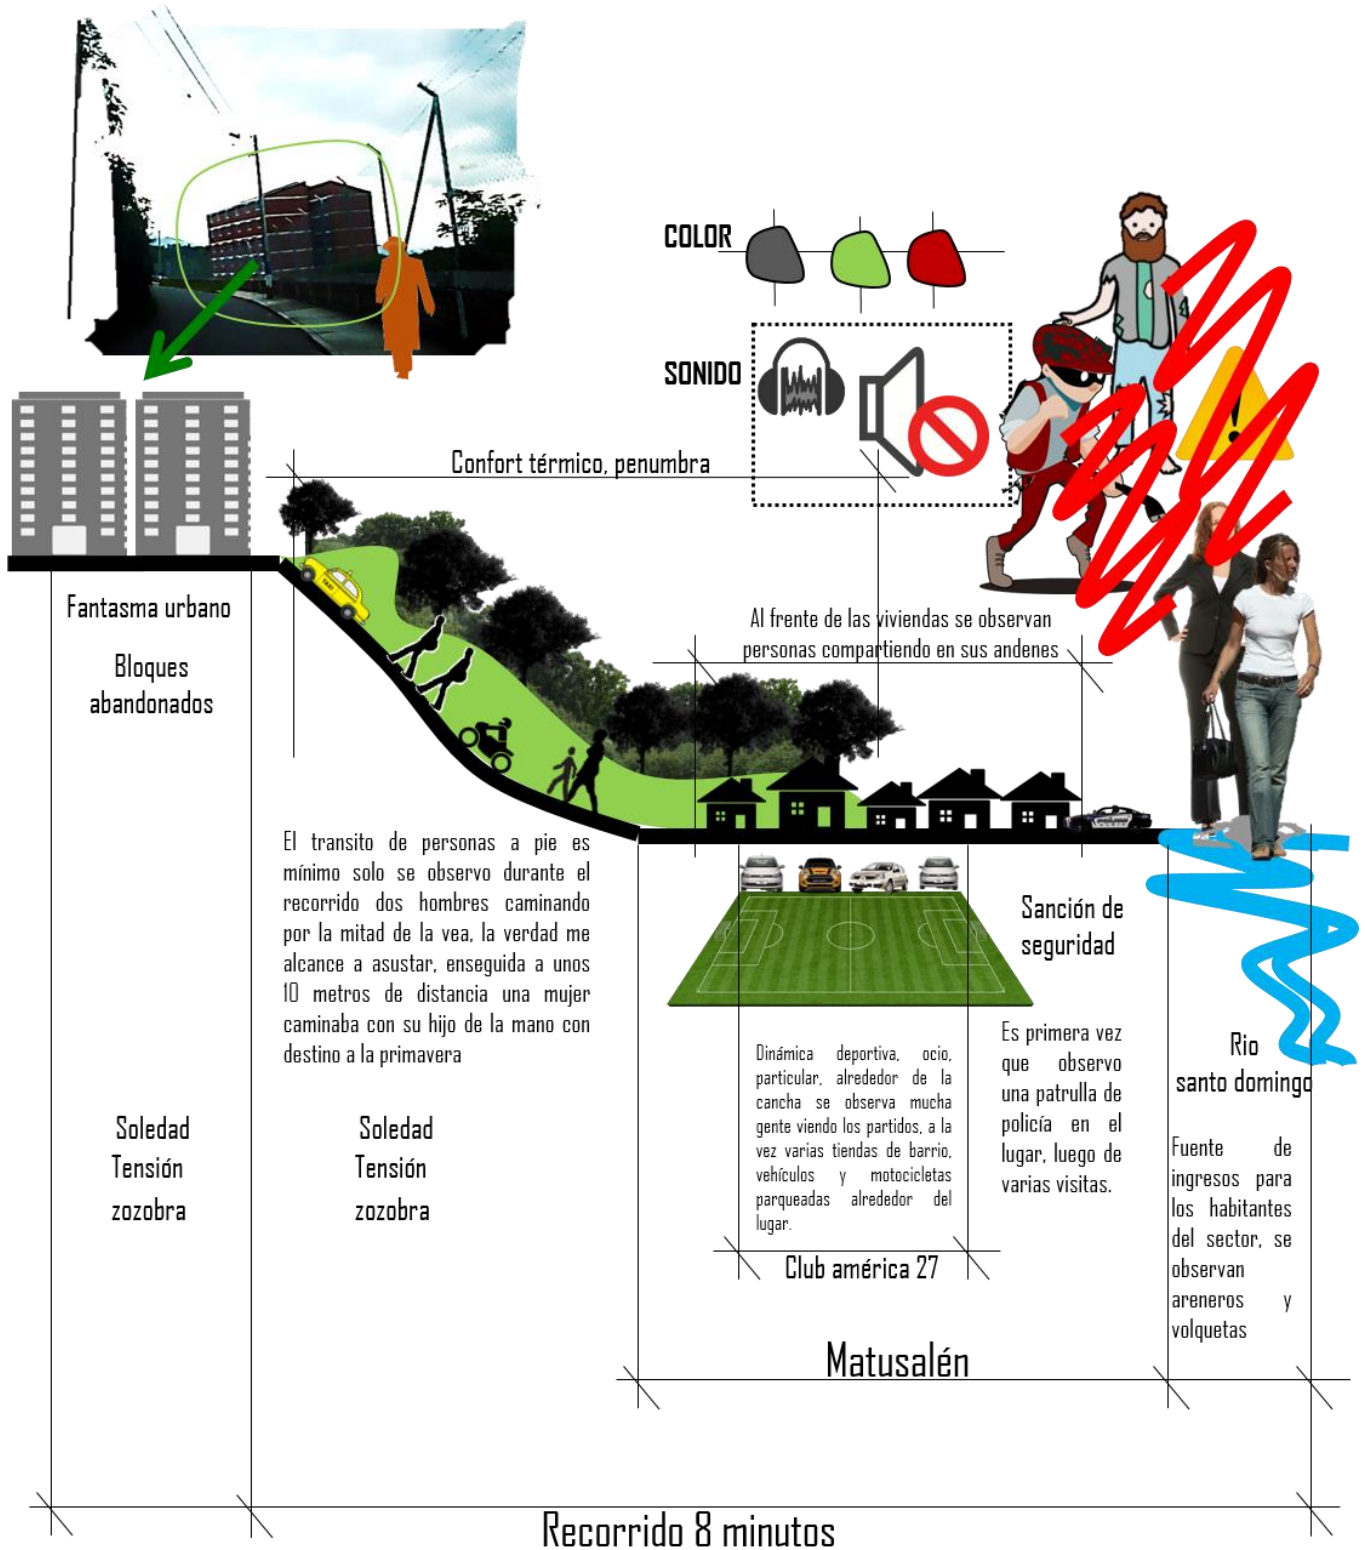 COLOR
SONIDO
Confort térmico, penumbra
TAXI
Fantasma urbano
Bloques
abandonados
Al frente de las viviendas se observan
personas compartiendo en sus andenes
El transito de personas a pie es
mínimo solo se observo durante el
recorrido dos hombres caminando
por la mitad de la vea, la verdad me
alcance a asustar, enseguida a unos
10 metros de distancia una mujer
caminaba con su hijo de la mano con
destino a la primavera
Soledad
Tensión
zozobra
Soledad
Tensión
zozobra
Dinámica deportiva, ocio,
particular, alrededor de la
cancha se observa mucha
gente viendo los partidos, a la
vez varias tiendas de barrio,
vehículos y motocicletas
parqueadas alrededor del
lugar.
Club américa 27
Sanción de
seguridad
Es primera vez
que observo
una patrulla de
policía en el
lugar, luego de
varias visitas.
Rio
santo domingo
Fuente de
ingresos para
los habitantes
del sector, se
observan
areneros y
volquetas
Matusalén
Recorrido 8 minutos